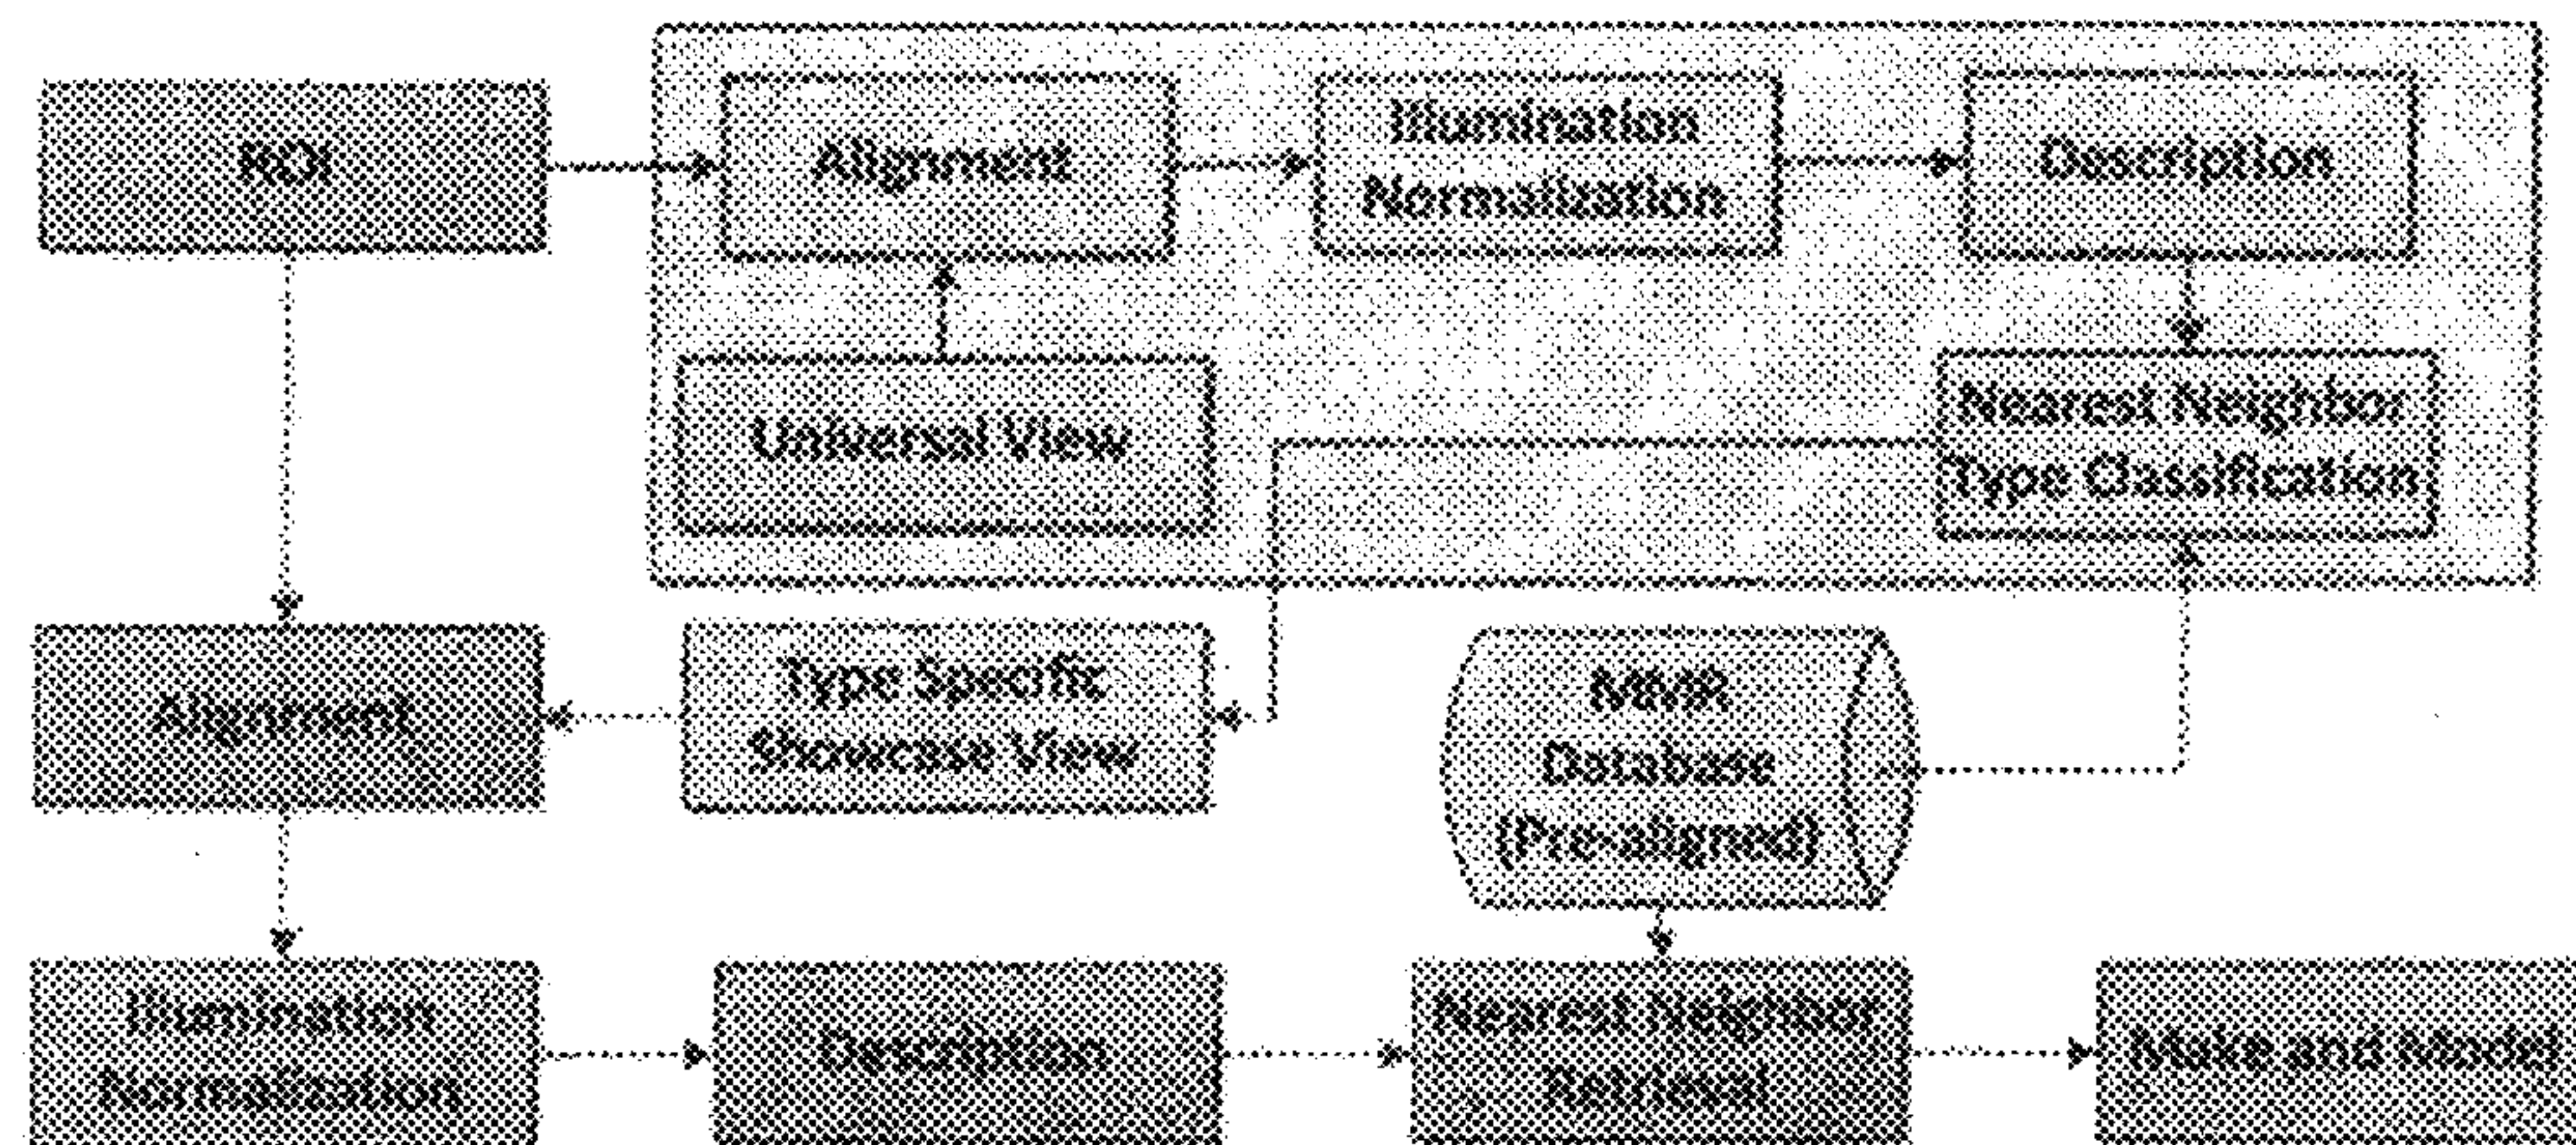 ROI
Alignment
Illumination
Normalization
Description
Universal View
Nearest Neighbor
Type Classification
Alignment
Type Specific
Showcase View
MMR
Database
(Pre-aligned)
Illumination
Normalization
Description
Nearest Neighbor
Retrieval
Make and Model